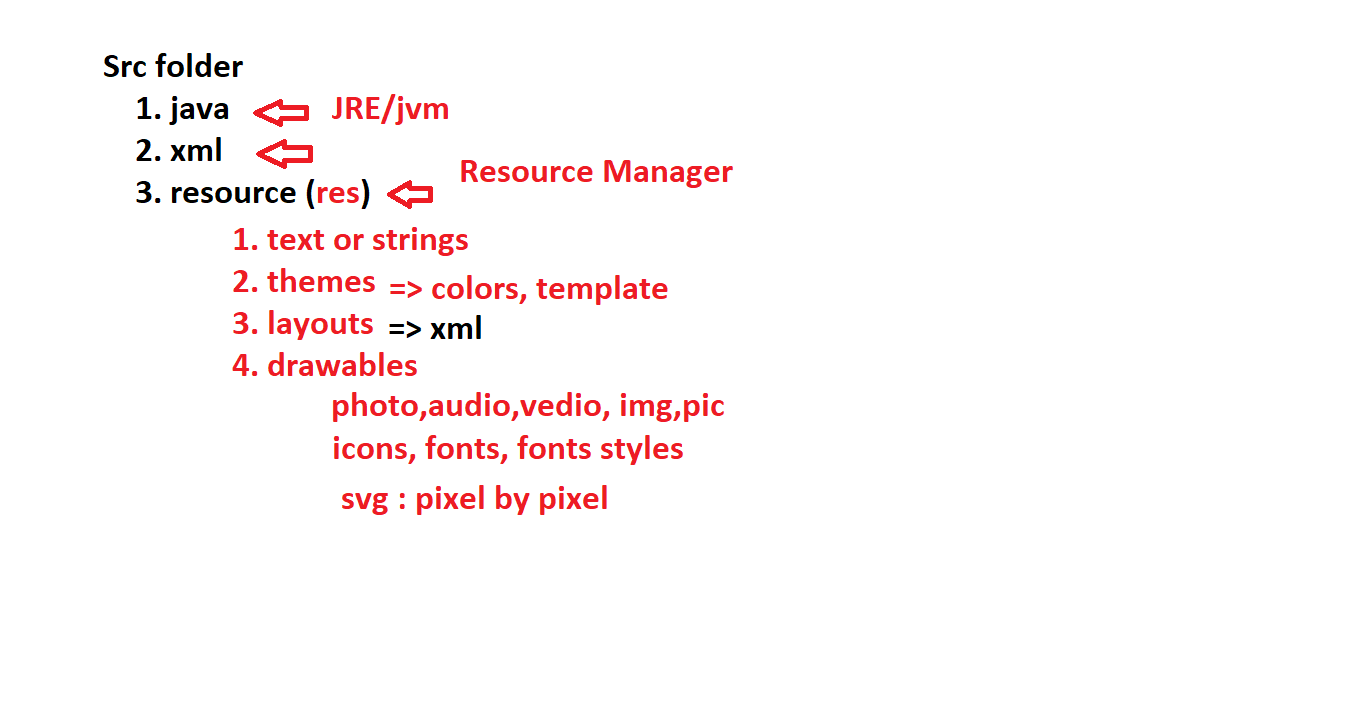 Src folder
1. java JRE/jvm
2. xml
Resource Manager
3. resource (res)
1. text or strings
2. themes => colors, template
3. layouts => xml
4. drawables
photo,audio,vedio, img,pic
icons, fonts, fonts styles
svg : pixel by pixel